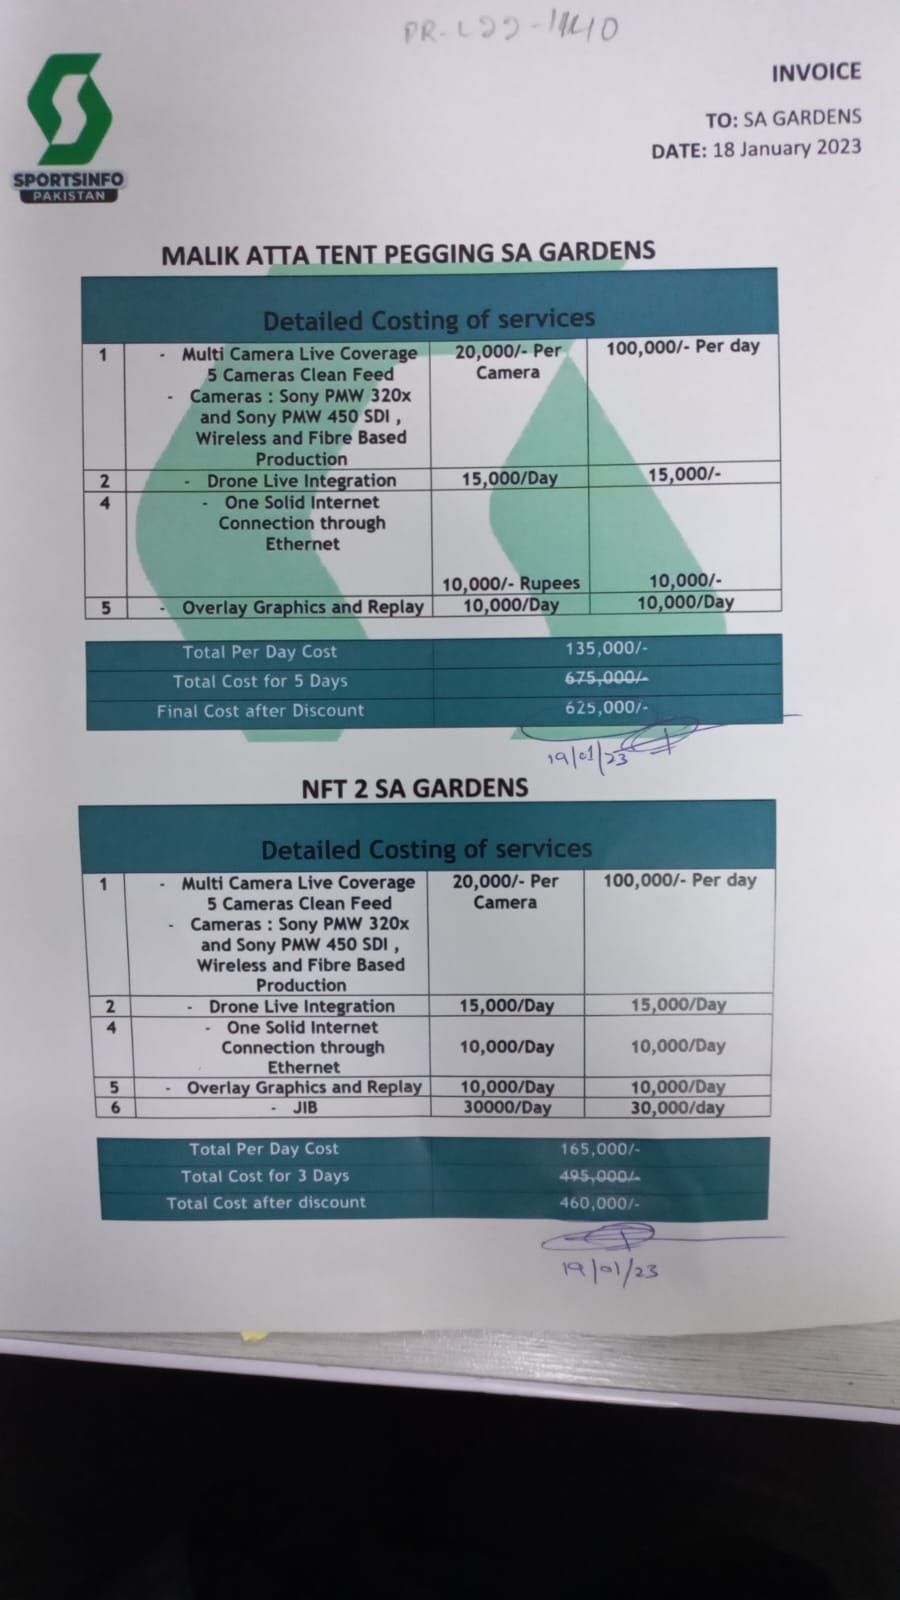 INVOICE
TO: SA GARDENS
DATE: 18 January 2023
SPORTSINFO
PAKISTAN
MALIK ATTA TENT PEGGING SA GARDENS
Detailed Costing of services
1 - Multi Camera Live Coverage 20,000/- Per 100,000/- Per day
5 Cameras Clean Feed Camera
- Cameras : Sony PMW 320x
and Sony PMW 450 SDI ,
Wireless and Fibre Based
Production
2 - Drone Live Integration 15,000/Day 15,000/-
4 - One Solid Internet
Connection through
Ethernet
10,000/- Rupees 10,000/-
5 - Overlay Graphics and Replay 10,000/Day 10,000/Day
Total Per Day Cost 135,000/-
Total Cost for 5 Days 675,000/-
Final Cost after Discount 625,000/-
19/01/23
NFT 2 SA GARDENS
Detailed Costing of services
1 - Multi Camera Live Coverage 20,000/- Per 100,000/- Per day
5 Cameras Clean Feed Camera
- Cameras : Sony PMW 320x
and Sony PMW 450 SDI ,
Wireless and Fibre Based
Production
2 - Drone Live Integration 15,000/Day 15,000/Day
4 - One Solid Internet
Connection through 10,000/Day 10,000/Day
Ethernet
5 - Overlay Graphics and Replay 10,000/Day 10,000/Day
6 - JIB 30000/Day 30,000/day
Total Per Day Cost 165,000/-
Total Cost for 3 Days 495,000/-
Total Cost after discount 460,000/-
19/01/23